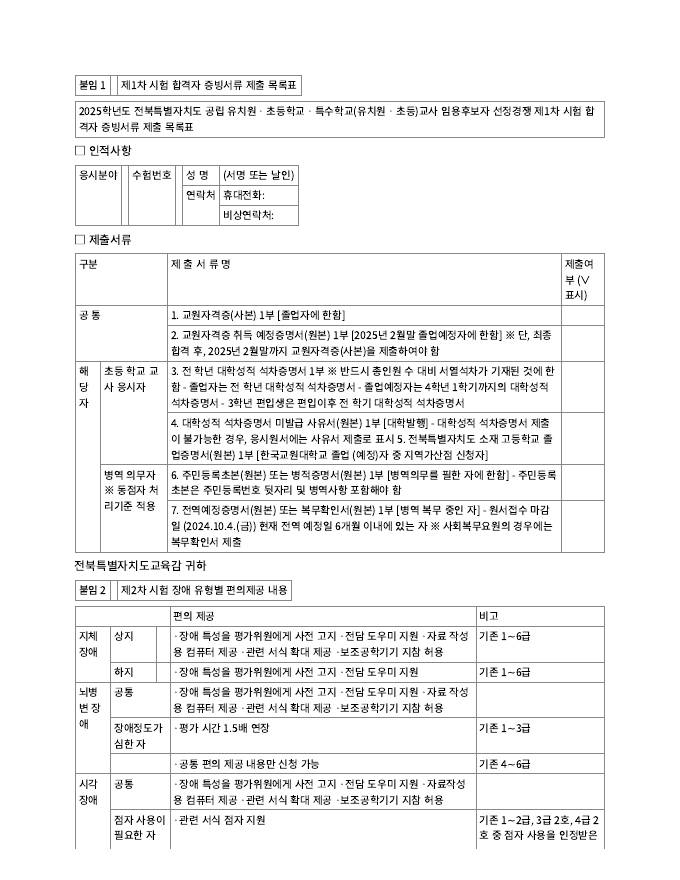 붙임 1 제1차 시험 합격자 증빙서류 제출 목록표
2025학년도 전북특별자치도 공립 유치원 · 초등학교 · 특수학교(유치원 · 초등)교사 임용후보자 선정경쟁 제1차 시험 합
격자 증빙서류 제출 목록표
□ 인적사항
응시분야 수험번호 성 명 (서명 또는 날인)
연락처 휴대전화:
비상연락처:
□ 제출서류
구분 제 출 서 류 명 제출여
부 (∨
표시)
공 통 1. 교원자격증(사본) 1부 [졸업자에 한함]
2. 교원자격증 취득 예정증명서(원본) 1부 [2025년 2월말 졸업예정자에 한함] ※ 단, 최종
합격 후, 2025년 2월말까지 교원자격증(사본)을 제출하여야 함
해 초등 학교 교 3. 전 학년 대학성적 석차증명서 1부 ※ 반드시 총인원 수 대비 서열석차가 기재된 것에 한
당 사 응시자 함 - 졸업자는 전 학년 대학성적 석차증명서 - 졸업예정자는 4학년 1학기까지의 대학성적
자 석차증명서 - 3학년 편입생은 편입이후 전 학기 대학성적 석차증명서
4. 대학성적 석차증명서 미발급 사유서(원본) 1부 [대학발행] - 대학성적 석차증명서 제출
이 불가능한 경우, 응시원서에는 사유서 제출로 표시 5. 전북특별자치도 소재 고등학교 졸
업증명서(원본) 1부 [한국교원대학교 졸업 (예정)자 중 지역가산점 신청자]
병역 의무자 6. 주민등록초본(원본) 또는 병적증명서(원본) 1부 [병역의무를 필한 자에 한함] - 주민등록
※ 동점자 처 초본은 주민등록번호 뒷자리 및 병역사항 포함해야 함
리기준 적용 7. 전역예정증명서(원본) 또는 복무확인서(원본) 1부 [병역 복무 중인 자] - 원서접수 마감
일 (2024.10.4.(금)) 현재 전역 예정일 6개월 이내에 있는 자 ※ 사회복무요원의 경우에는
복무확인서 제출
전북특별자치도교육감 귀하
붙임 2 제2차 시험 장애 유형별 편의제공 내용
편의 제공 비고
지체 상지 ·장애 특성을 평가위원에게 사전 고지 ·전담 도우미 지원 ·자료 작성 기존 1~6급
장애 용 컴퓨터 제공 ·관련 서식 확대 제공 ·보조공학기기 지참 허용
하지 ·장애 특성을 평가위원에게 사전 고지 ·전담 도우미 지원 기존 1~6급
뇌병 공통 ·장애 특성을 평가위원에게 사전 고지 ·전담 도우미 지원 ·자료 작성
변 장 용 컴퓨터 제공 ·관련 서식 확대 제공 ·보조공학기기 지참 허용
애 장애정도가 ·평가 시간 1.5배 연장 기존 1~3급
심한 자
·공통 편의 제공 내용만 신청 가능 기존 4~6급
시각 공통 ·장애 특성을 평가위원에게 사전 고지 ·전담 도우미 지원 ·자료작성
장애 용 컴퓨터 제공 ·관련 서식 확대 제공 ·보조공학기기 지참 허용
점자 사용이 ·관련 서식 점자 지원 기존 1~2급, 3급 2호, 4급 2
필요한 자 호 중 점자 사용을 인정받은